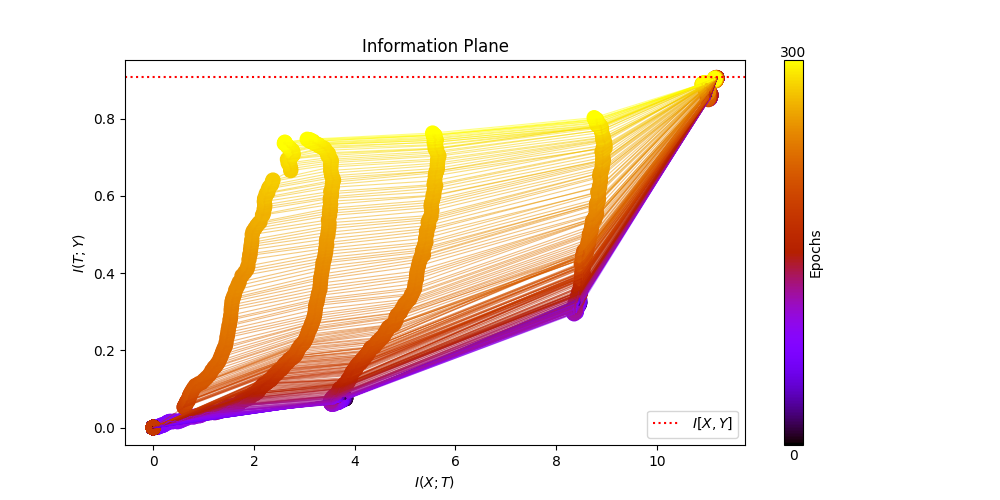 Information Plane
300
0.8
0.6
0.4
0.2
0.0
I(T; Y)
Epochs
I[X, Y]
0
0 2 4 6 8 10
I(X; T)